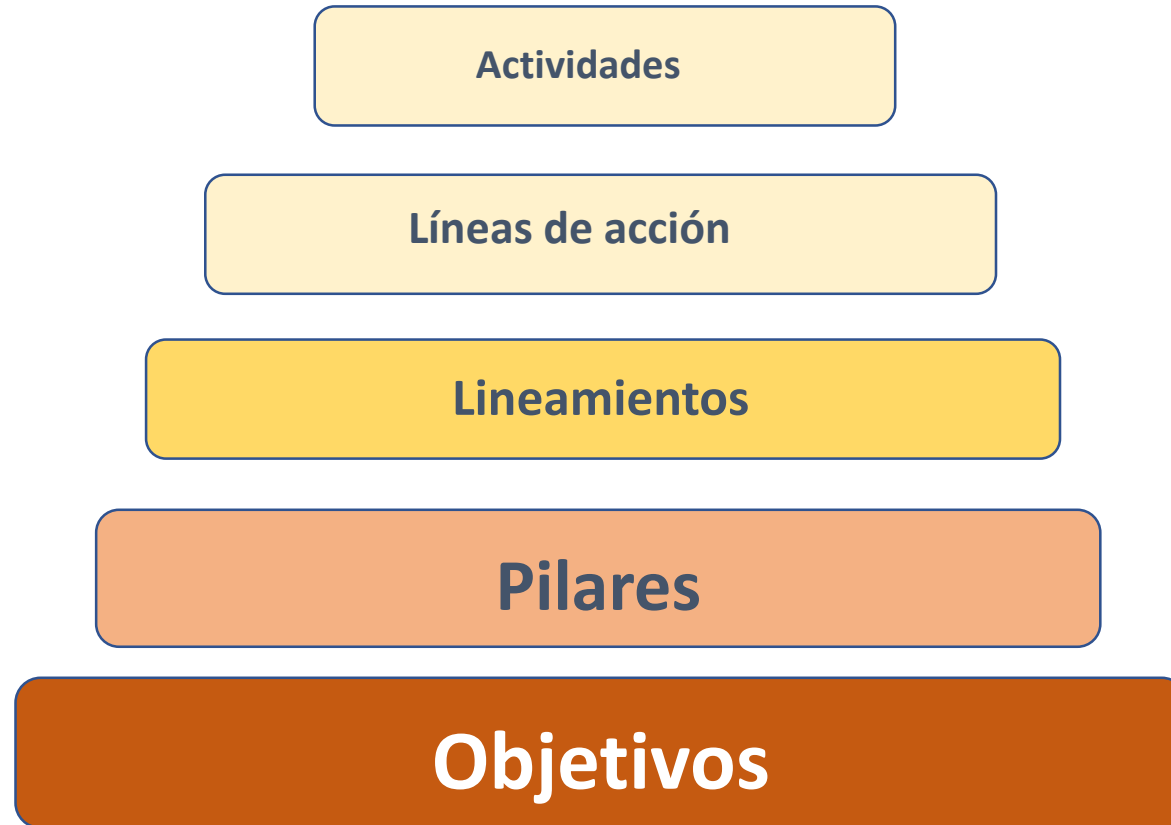 Actividades
Líneas de acción
Lineamientos
Pilares
Objetivos